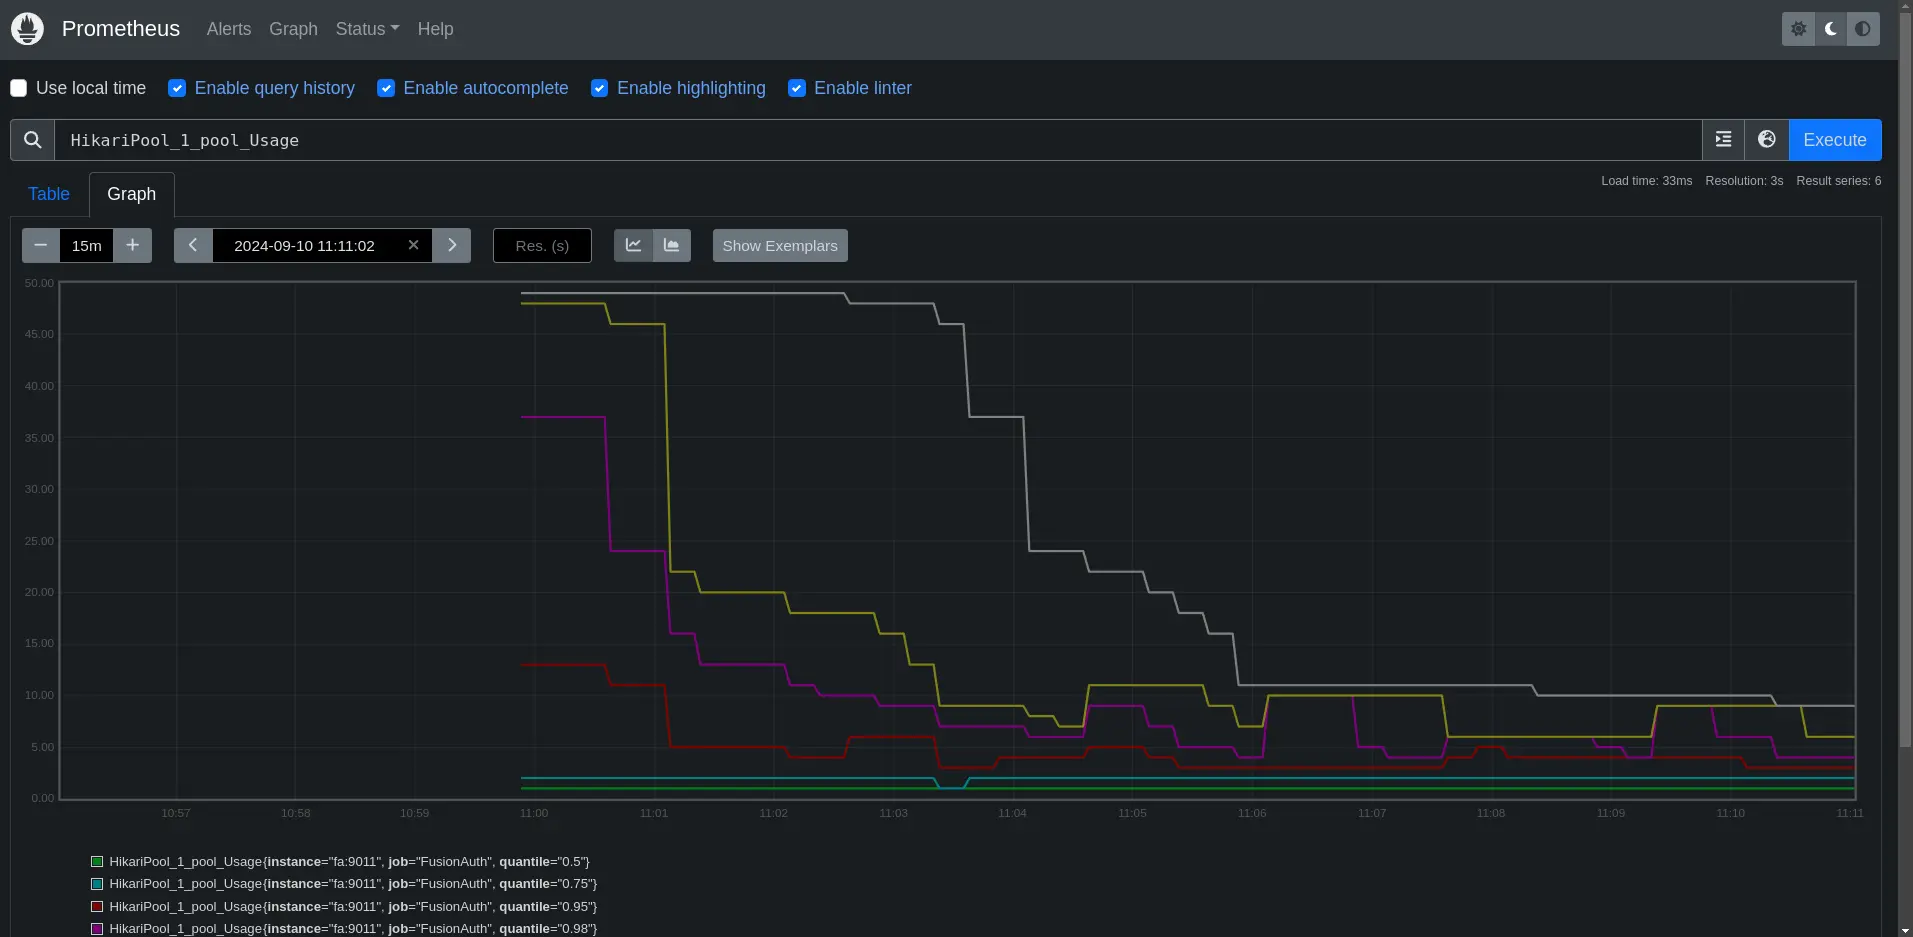 Prometheus Alerts Graph Status Help
Use local time Enable query history Enable autocomplete Enable highlighting Enable linter
HikariPool_1_pool_Usage Execute
Table Graph Load time: 33ms Resolution: 3s Result series: 6
− 15m + 2024-09-10 11:11:02 × Res. (s) Show Exemplars
50.00
45.00
40.00
35.00
30.00
25.00
20.00
15.00
10.00
5.00
0.00
10:57 10:58 10:59 11:00 11:01 11:02 11:03 11:04 11:05 11:06 11:07 11:08 11:09 11:10 11:11
HikariPool_1_pool_Usage{instance="fa:9011", job="FusionAuth", quantile="0.5"}
HikariPool_1_pool_Usage{instance="fa:9011", job="FusionAuth", quantile="0.75"}
HikariPool_1_pool_Usage{instance="fa:9011", job="FusionAuth", quantile="0.95"}
HikariPool_1_pool_Usage{instance="fa:9011", job="FusionAuth", quantile="0.98"}